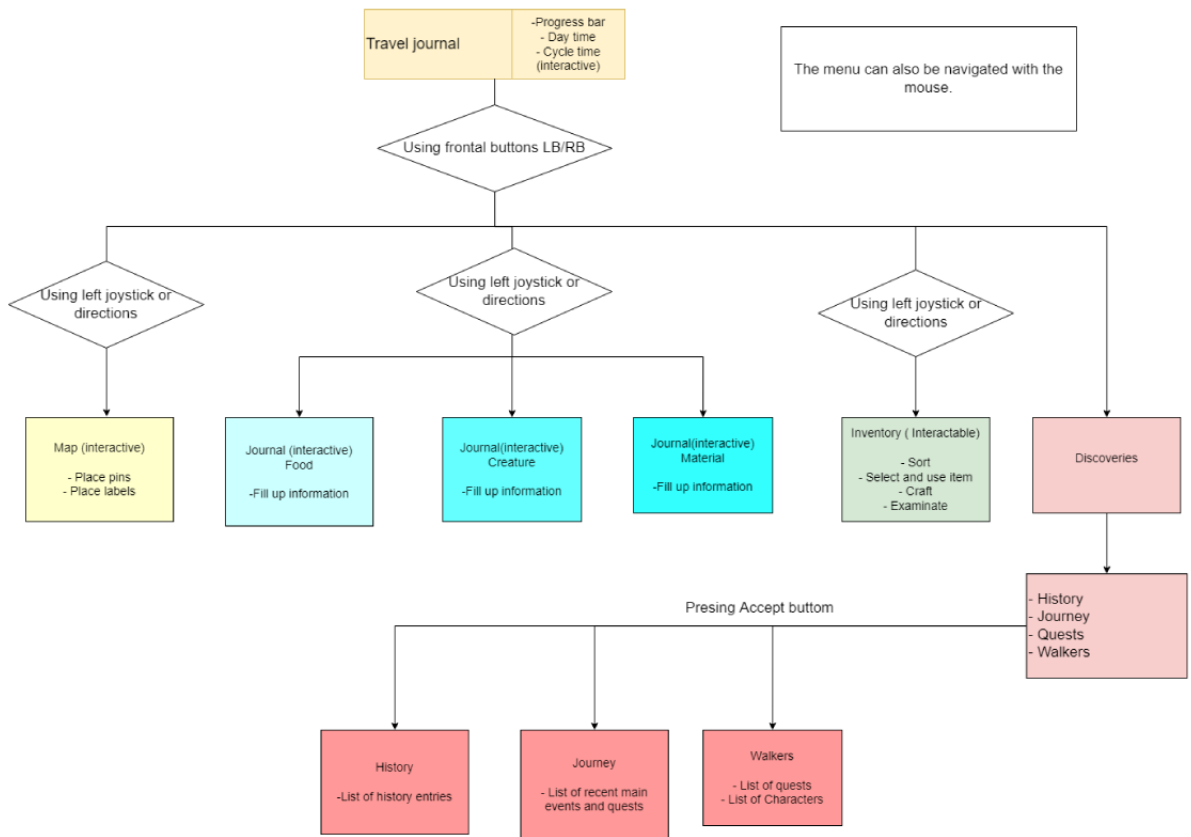 Travel journal
-Progress bar
- Day time
- Cycle time
(interactive)
The menu can also be navigated with the
mouse.
Using frontal buttons LB/RB
Using left joystick or
directions
Using left joystick or
directions
Using left joystick or
directions
Map (interactive)
- Place pins
- Place labels
Journal (interactive)
Food
-Fill up information
Journal(interactive)
Creature
-Fill up information
Journal(interactive)
Material
-Fill up information
Inventory ( Interactable)
- Sort
- Select and use item
- Craft
- Examinate
Discoveries
- History
- Journey
- Quests
- Walkers
Presing Accept buttom
History
-List of history entries
Journey
- List of recent main
events and quests
Walkers
- List of quests
- List of Characters